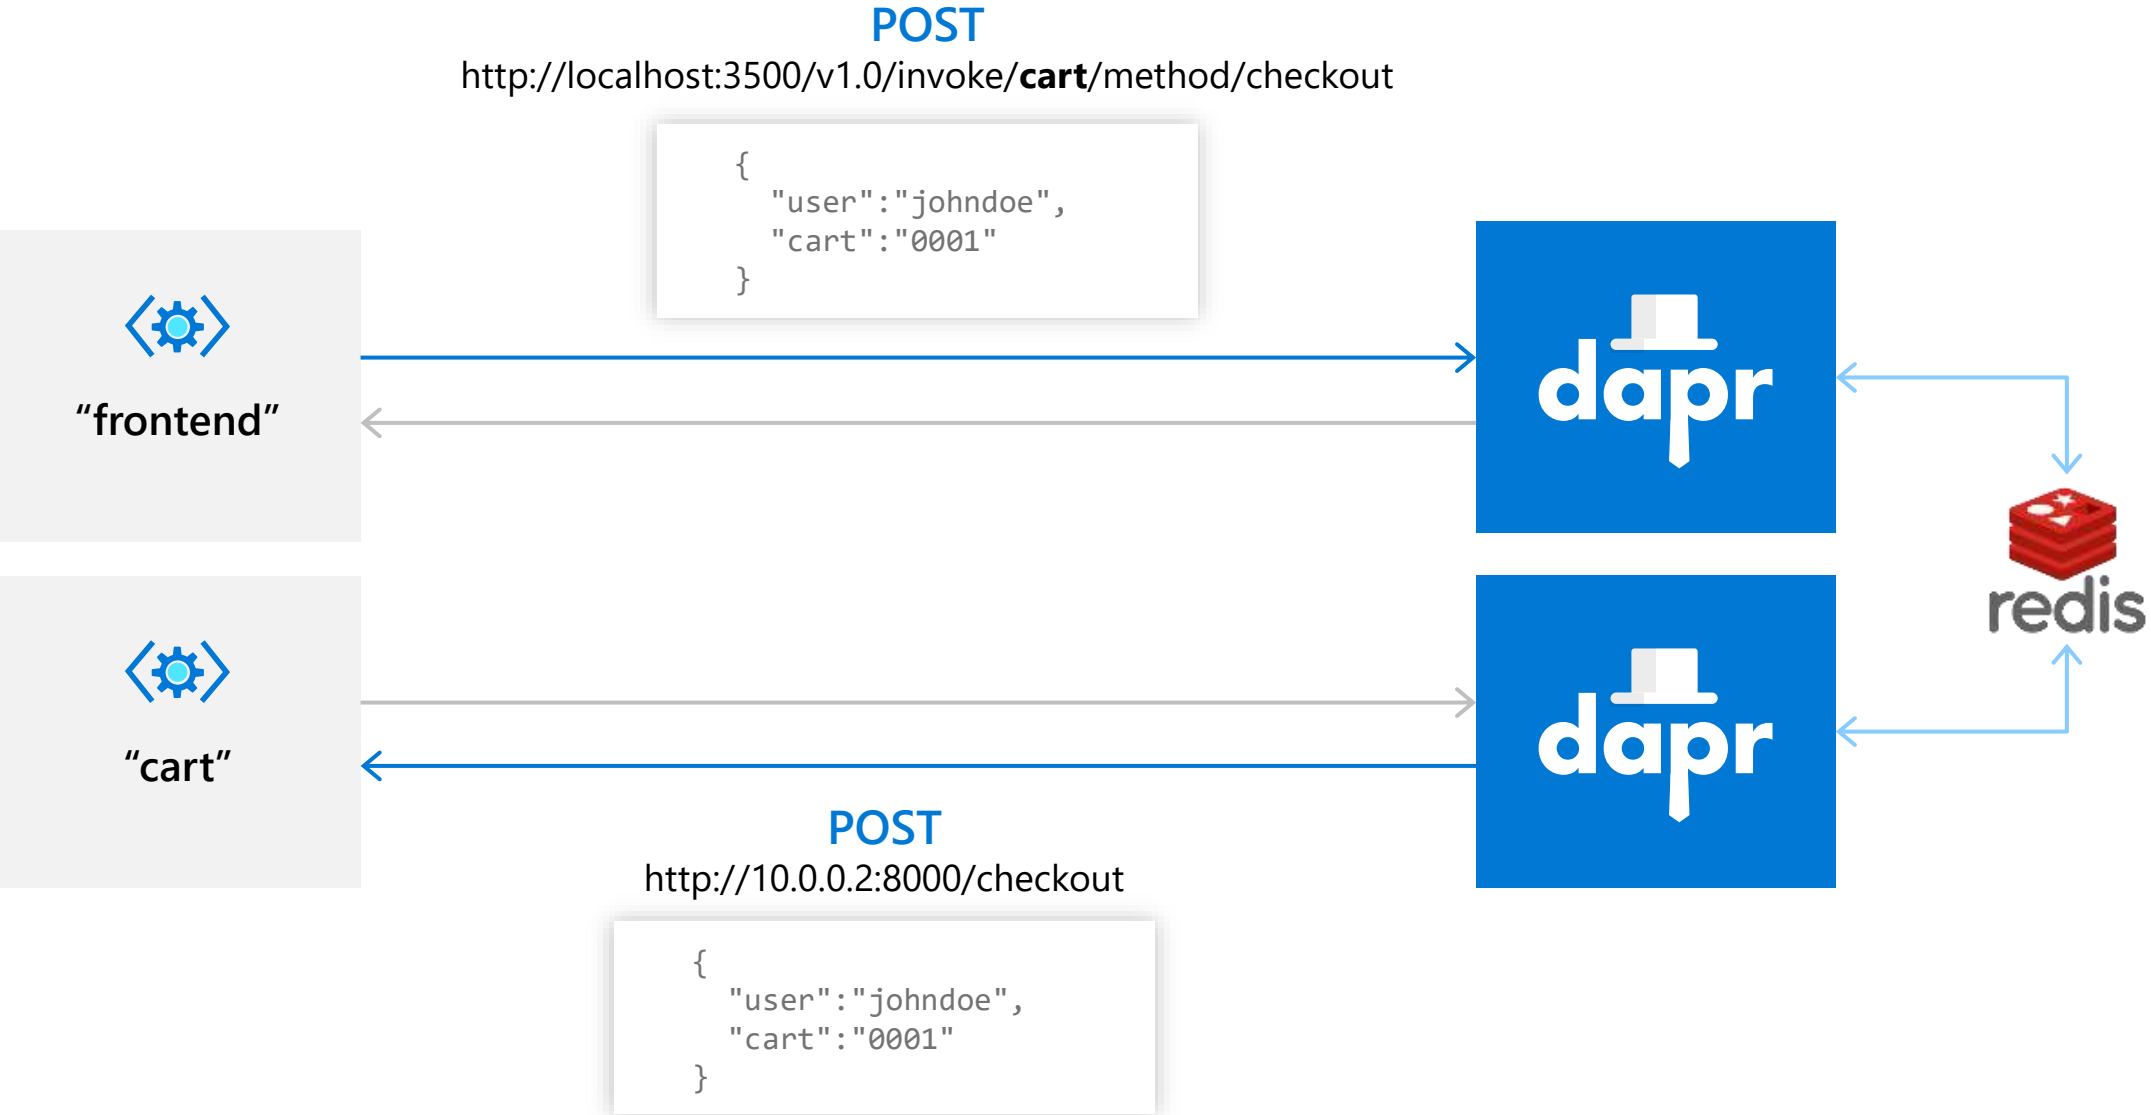 POST
http://localhost:3500/v1.0/invoke/cart/method/checkout
{
"user":"johndoe",
"cart":"0001"
}
“frontend”
dapr
redis
“cart”
dapr
POST
http://10.0.0.2:8000/checkout
{
"user":"johndoe",
"cart":"0001"
}